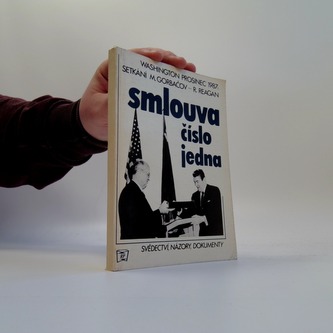 WASHINGTON PROSINEC 1987
SETKÁNÍ M. GORBAČOV - R. REAGAN
smlouva
číslo
jedna
SVĚDECTVÍ, NÁZORY, DOKUMENTY